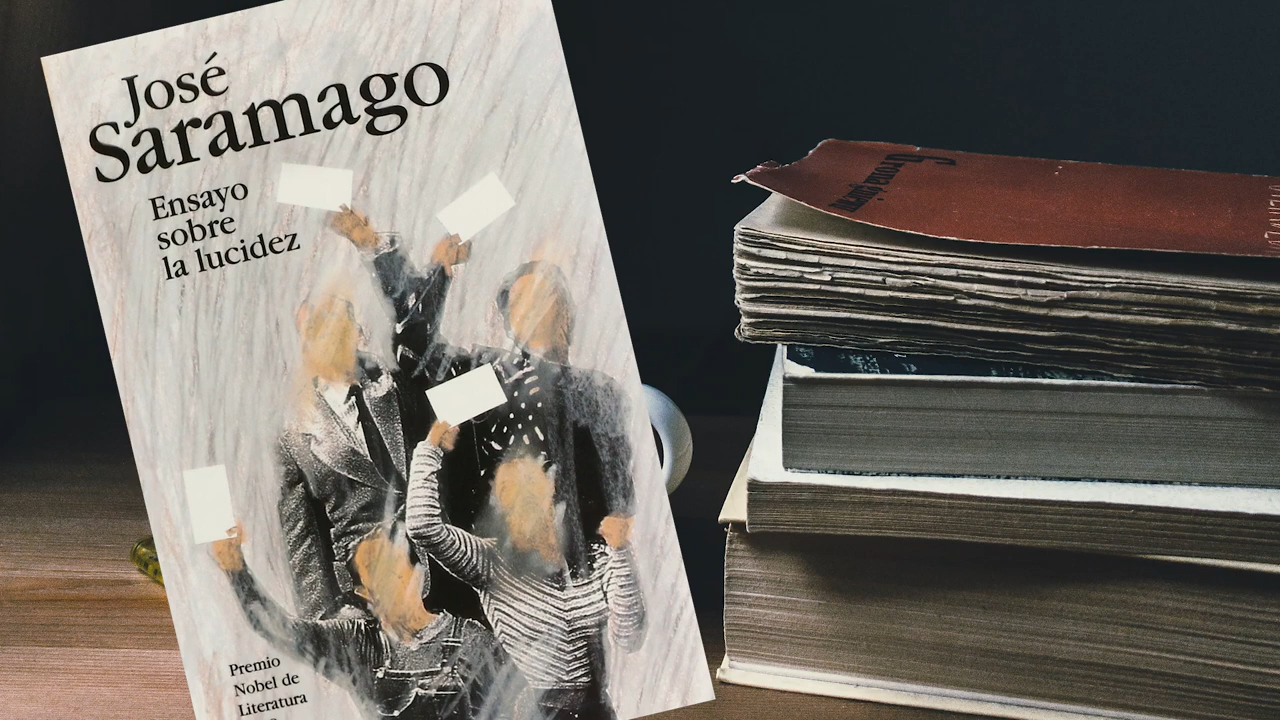 José
Saramago
Ensayo
sobre
la lucidez
Premio
Nobel de
Literatura